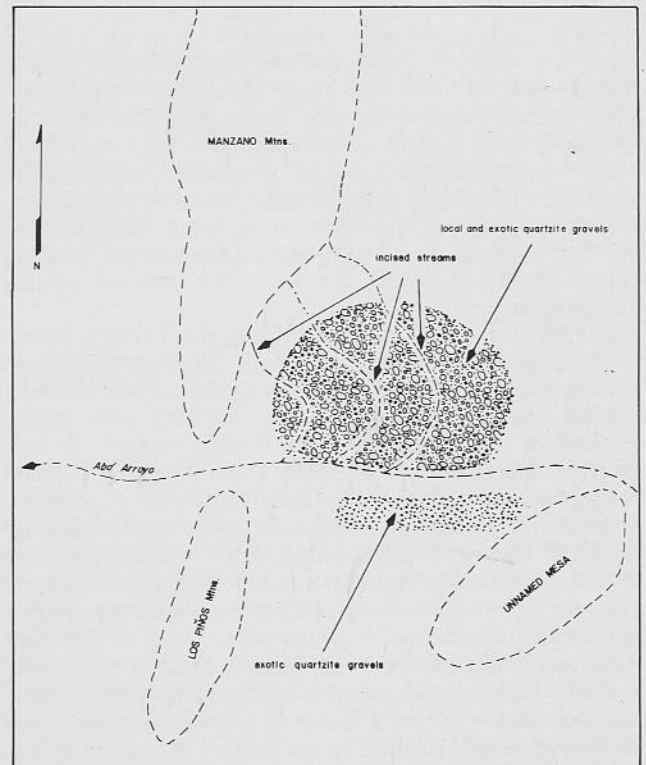 MANZANO Mtns.
N
local and exotic quartzite gravels
incised streams
Abo' Arroyo
LOS PIÑOS Mtns.
UNNAMED MESA
exotic quartzite gravels